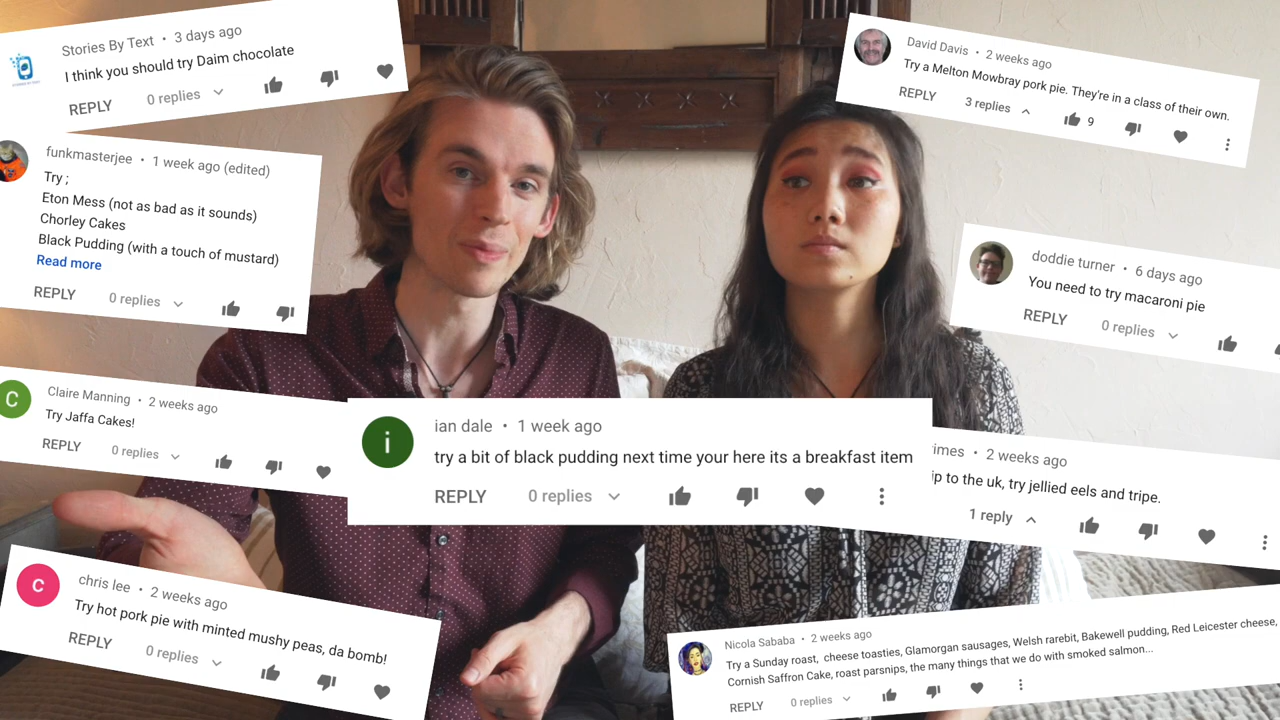 Stories By Text • 3 days ago
I think you should try Daim chocolate
REPLY 0 replies
funkmasterjee • 1 week ago (edited)
Try ;
Eton Mess (not as bad as it sounds)
Chorley Cakes
Black Pudding (with a touch of mustard)
Read more
REPLY 0 replies
C
Claire Manning • 2 weeks ago
Try Jaffa Cakes!
REPLY 0 replies
c
chris lee • 2 weeks ago
Try hot pork pie with minted mushy peas, da bomb!
REPLY 0 replies
i
ian dale • 1 week ago
try a bit of black pudding next time your here its a breakfast item
REPLY 0 replies
David Davis • 2 weeks ago
Try a Melton Mowbray pork pie. They're in a class of their own.
REPLY 3 replies 9
doddie turner • 6 days ago
You need to try macaroni pie
REPLY 0 replies
imes • 2 weeks ago
ip to the uk, try jellied eels and tripe.
1 reply
Nicola Sababa • 2 weeks ago
Try a Sunday roast, cheese toasties, Glamorgan sausages, Welsh rarebit, Bakewell pudding, Red Leicester cheese,
Cornish Saffron Cake, roast parsnips, the many things that we do with smoked salmon...
REPLY 0 replies